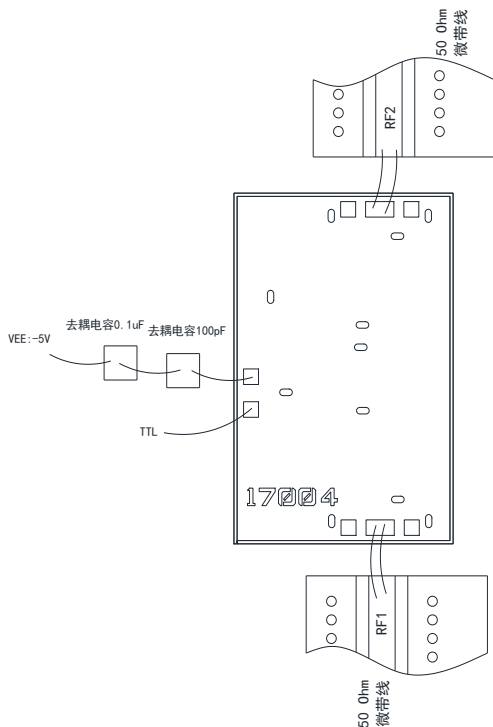 50 Ohm
微带线
RF2
去耦电容0.1uF
去耦电容100pF
VEE:-5V
TTL
17004
RF1
50 Ohm
微带线